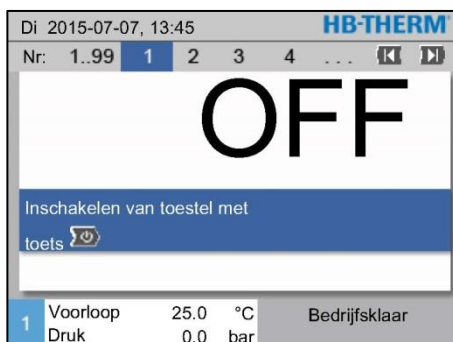 Di 2015-07-07, 13:45 HB-THERM
Nr: 1..99 1 2 3 4 ...
OFF
Inschakelen van toestel met
toets
1 Voorloop 25.0 °C Bedrijfsklaar
Druk 0.0 bar